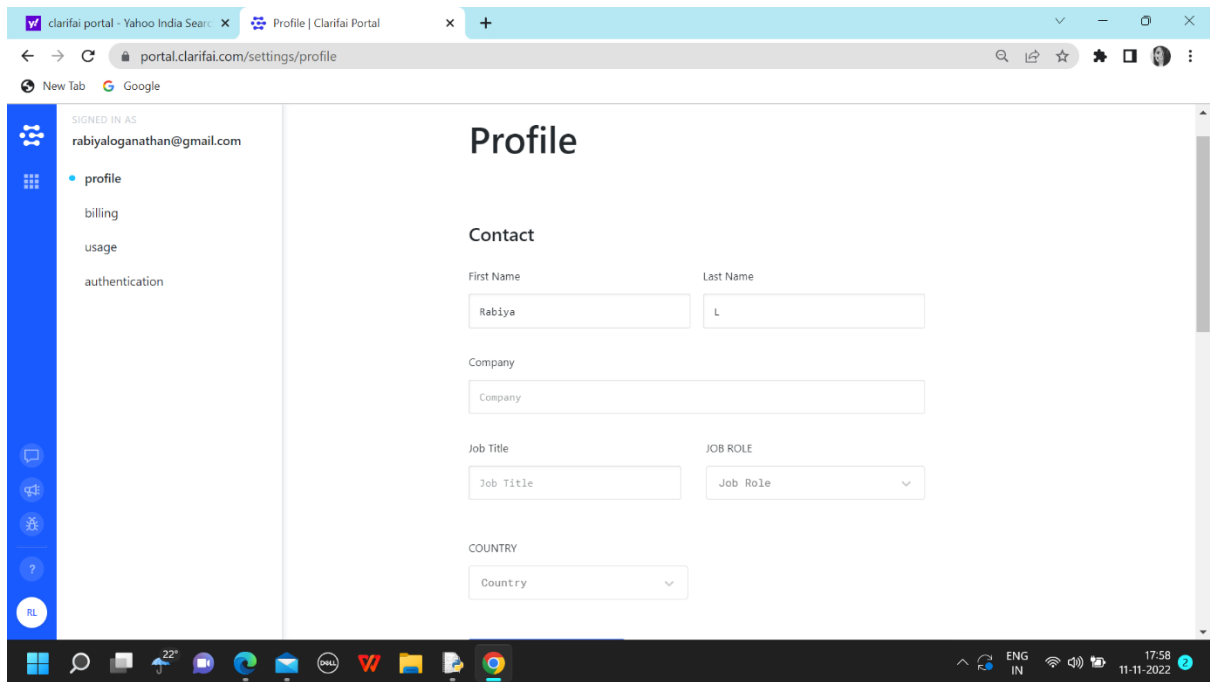 clarifai portal - Yahoo India Searc
Profile | Clarifai Portal
portal.clarifai.com/settings/profile
New Tab
Google
SIGNED IN AS
rabiyaloganathan@gmail.com
profile
billing
usage
authentication
Profile
Contact
First Name Last Name
Rabiya L
Company
Company
Job Title JOB ROLE
Job Title Job Role
COUNTRY
Country
?
RL
22°
DELL
ENG
IN
17:58
11-11-2022
2